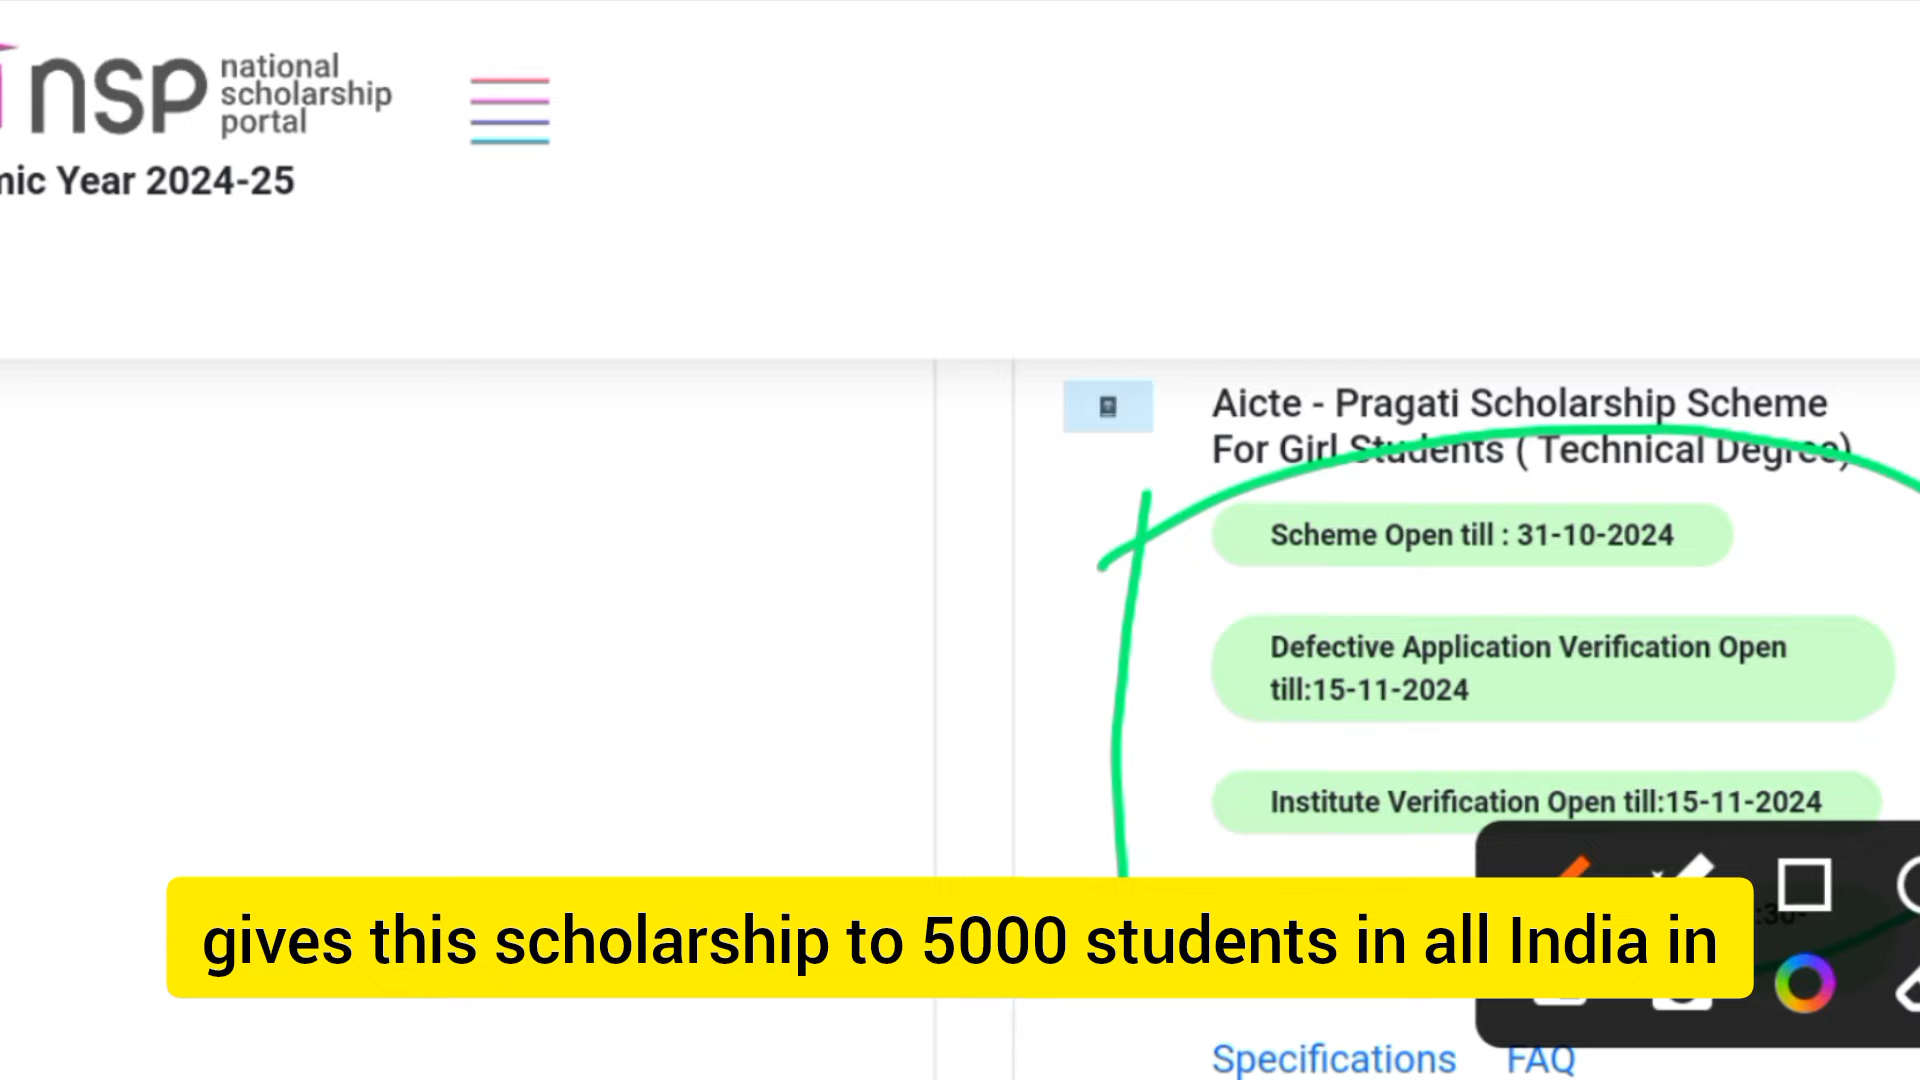 nsp
national
scholarship
portal
mic Year 2024-25
Aicte - Pragati Scholarship Scheme
For Girl Students ( Technical Degree)
Scheme Open till : 31-10-2024
Defective Application Verification Open
till:15-11-2024
Institute Verification Open till:15-11-2024
:30-
gives this scholarship to 5000 students in all India in
Specifications FAQ